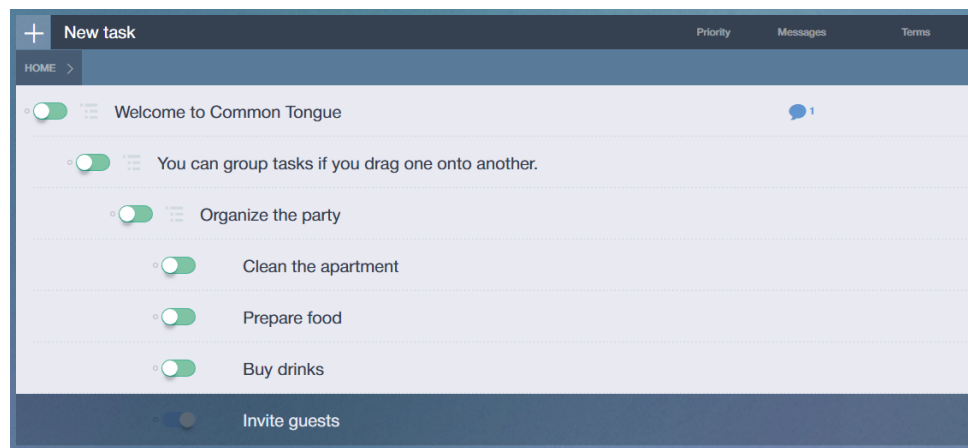 New task Priority Messages Terms
HOME
Welcome to Common Tongue 1
You can group tasks if you drag one onto another.
Organize the party
Clean the apartment
Prepare food
Buy drinks
Invite guests